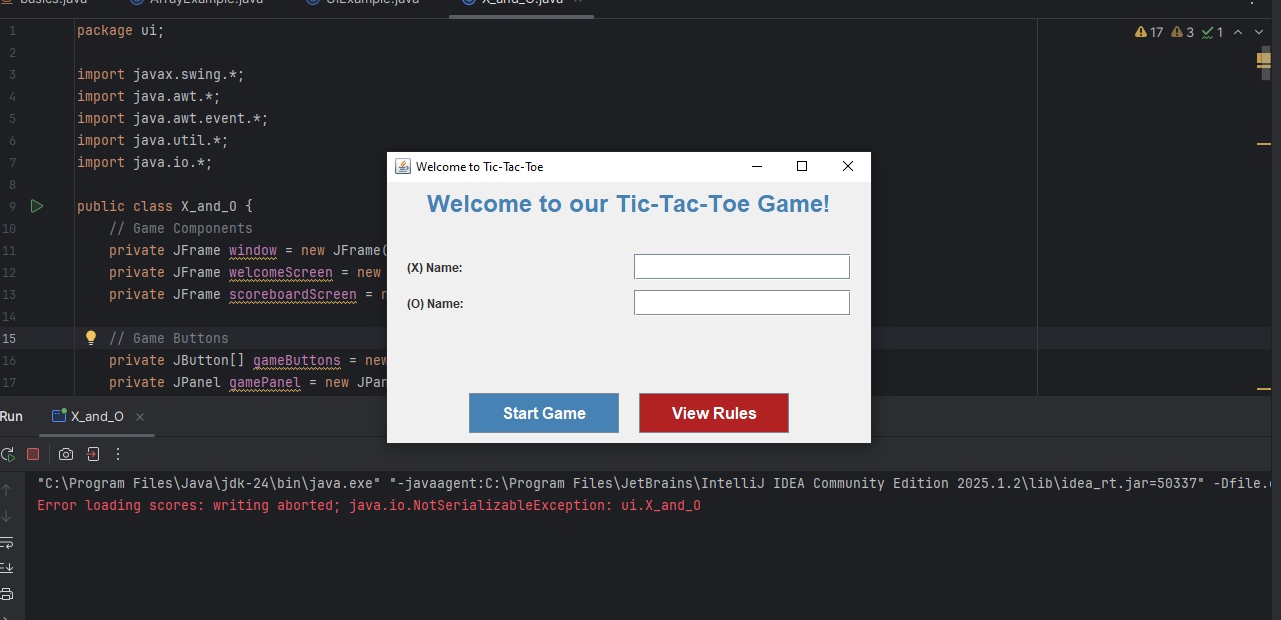 basics.java ArrayExample.java UIExample.java X_and_O.java
17 3 1
1 package ui;
2
3 import javax.swing.*;
4 import java.awt.*;
5 import java.awt.event.*;
6 import java.util.*;
7 import java.io.*;
8
9 public class X_and_O {
10 // Game Components
11 private JFrame window = new JFrame(
12 private JFrame welcomeScreen = new
13 private JFrame scoreboardScreen = n
14
15 // Game Buttons
16 private JButton[] gameButtons = new
17 private JPanel gamePanel = new JPan
Welcome to Tic-Tac-Toe
Welcome to our Tic-Tac-Toe Game!
(X) Name:
(O) Name:
Start Game View Rules
Run X_and_O
"C:\Program Files\Java\jdk-24\bin\java.exe" "-javaagent:C:\Program Files\JetBrains\IntelliJ IDEA Community Edition 2025.1.2\lib\idea_rt.jar=50337" -Dfile.
Error loading scores: writing aborted; java.io.NotSerializableException: ui.X_and_O